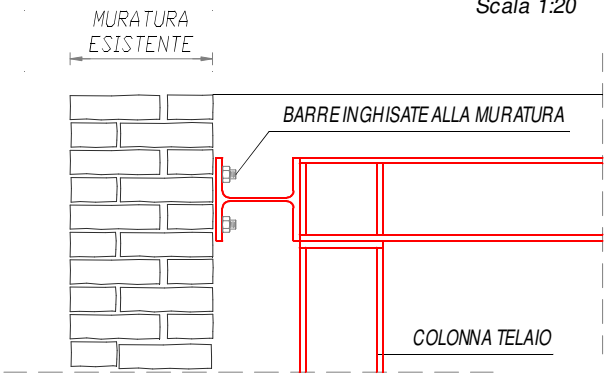 Scala 1:20
MURATURA
ESISTENTE
BARRE INGHISATE ALLA MURATURA
COLONNA TELAIO